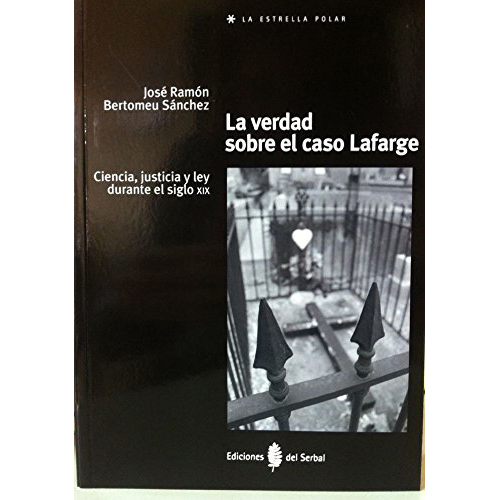 * LA ESTRELLA POLAR
José Ramón
Bertomeu Sánchez
La verdad
sobre el caso Lafarge
Ciencia, justicia y ley
durante el siglo XIX
Ediciones del Serbal